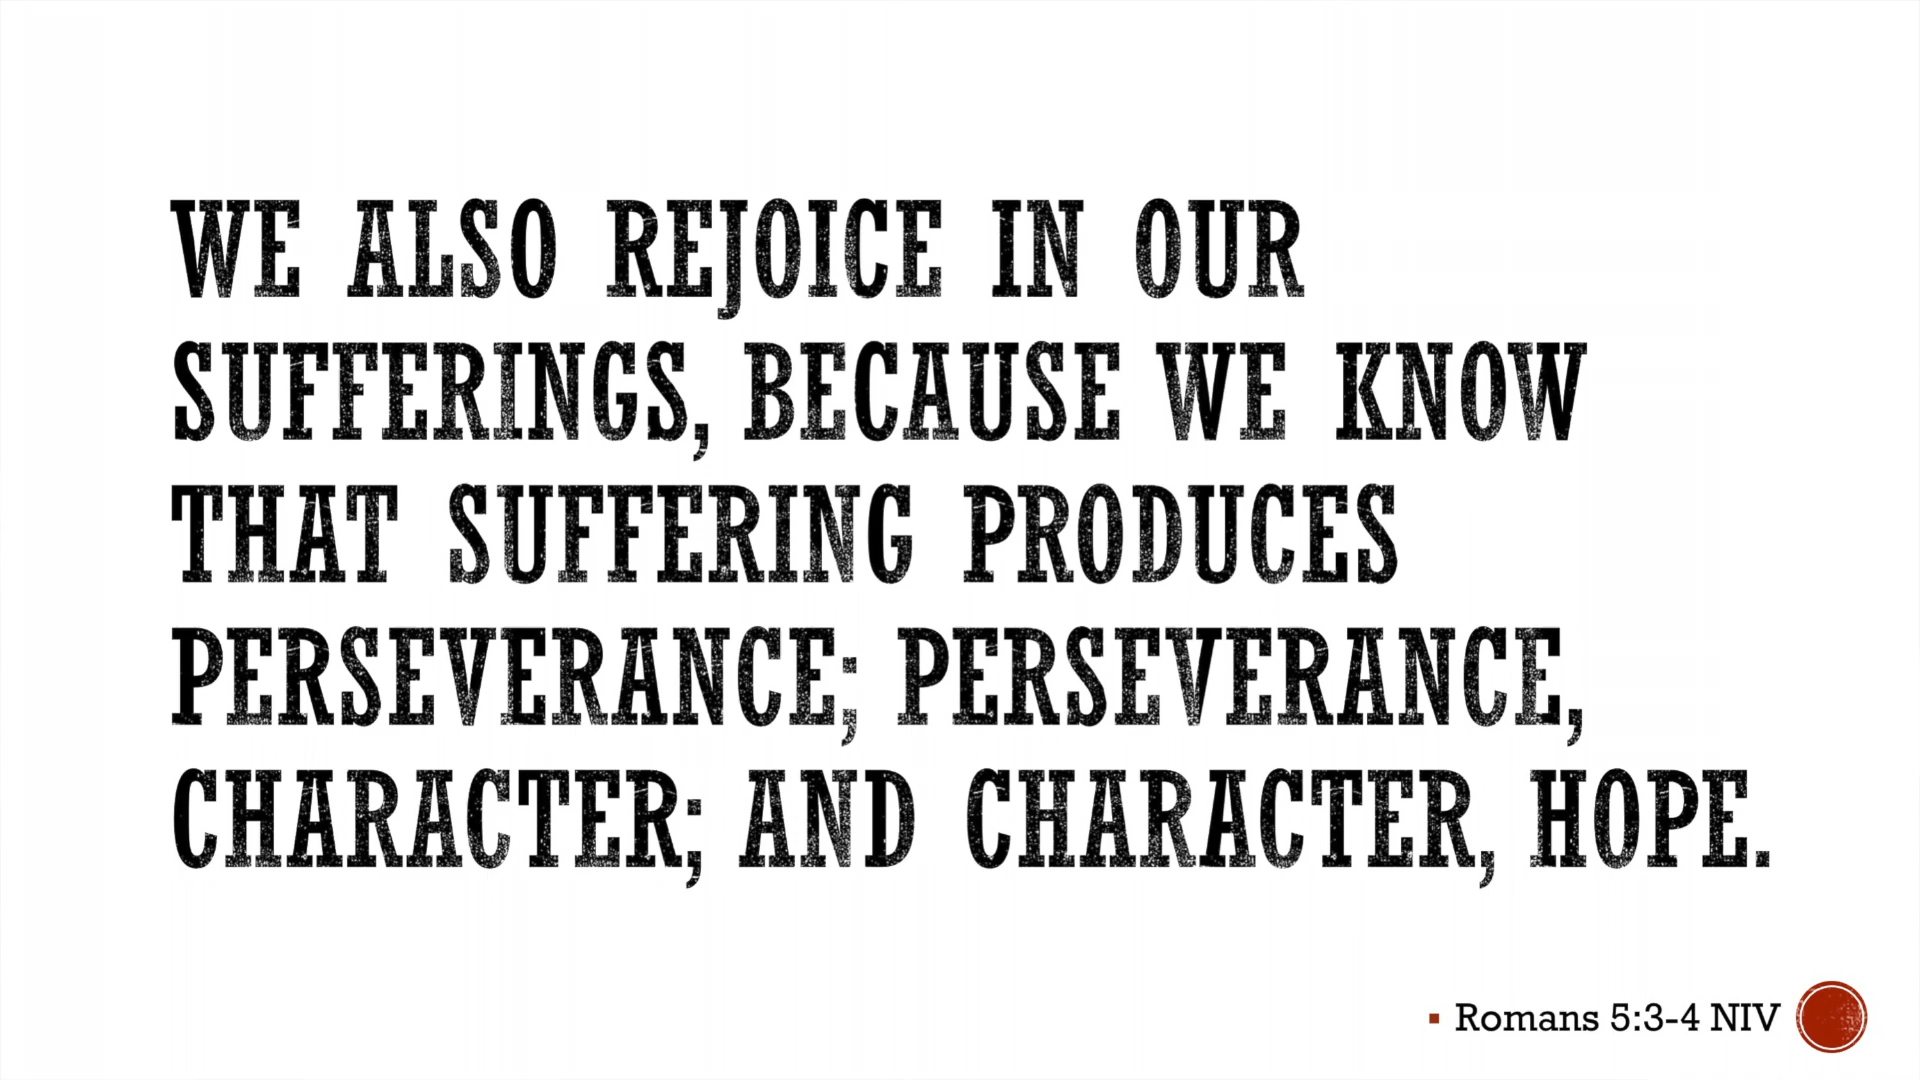 WE ALSO REJOICE IN OUR
SUFFERINGS, BECAUSE WE KNOW
THAT SUFFERING PRODUCES
PERSEVERANCE; PERSEVERANCE,
CHARACTER; AND CHARACTER, HOPE.
▪ Romans 5:3-4 NIV